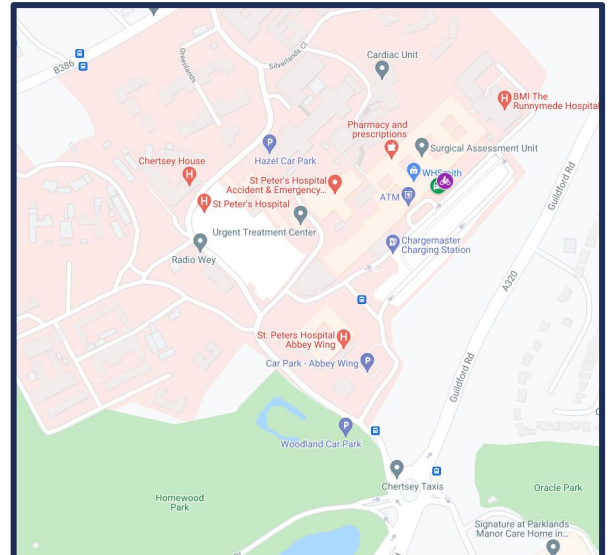 B386
Greenlands
Silverlands Cl
Cardiac Unit
BMI The
Runnymede Hospital
Pharmacy and
prescriptions
Surgical Assessment Unit
Hazel Car Park
Chertsey House
St Peter's Hospital
Accident & Emergency...
WHSmith
ATM
St Peter's Hospital
Urgent Treatment Center
Chargemaster
Charging Station
Radio Wey
Guildford Rd
A320
St. Peters Hospital
Abbey Wing
Car Park - Abbey Wing
Guildford Rd
Woodland Car Park
Chertsey Taxis
Homewood
Park
Oracle Park
Signature at Parklands
Manor Care Home in...